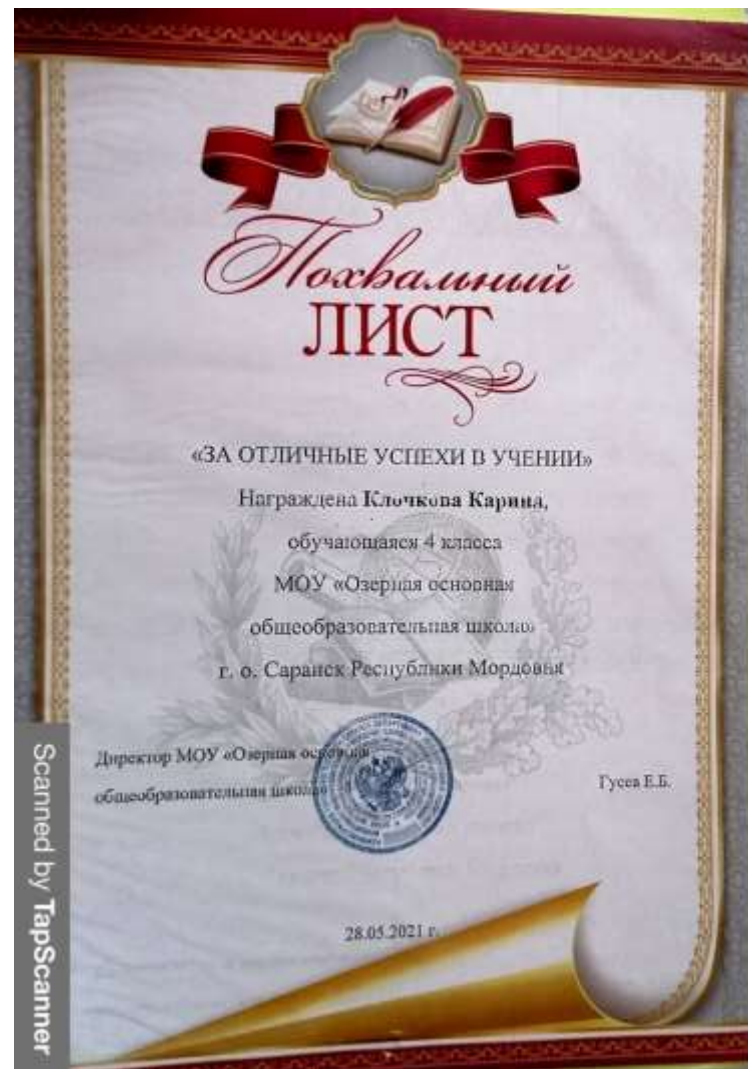 Похвальный
ЛИСТ
«ЗА ОТЛИЧНЫЕ УСПЕХИ В УЧЕНИИ»
Награждена Клочкова Карина,
обучающаяся 4 класса
МОУ «Озерная основная
общеобразовательная школа»
г. о. Саранск Республики Мордовия
Директор МОУ «Озерная основная
общеобразовательная школа»
Гусев Е.Б.
28.05.2021 г.
Scanned by TapScanner